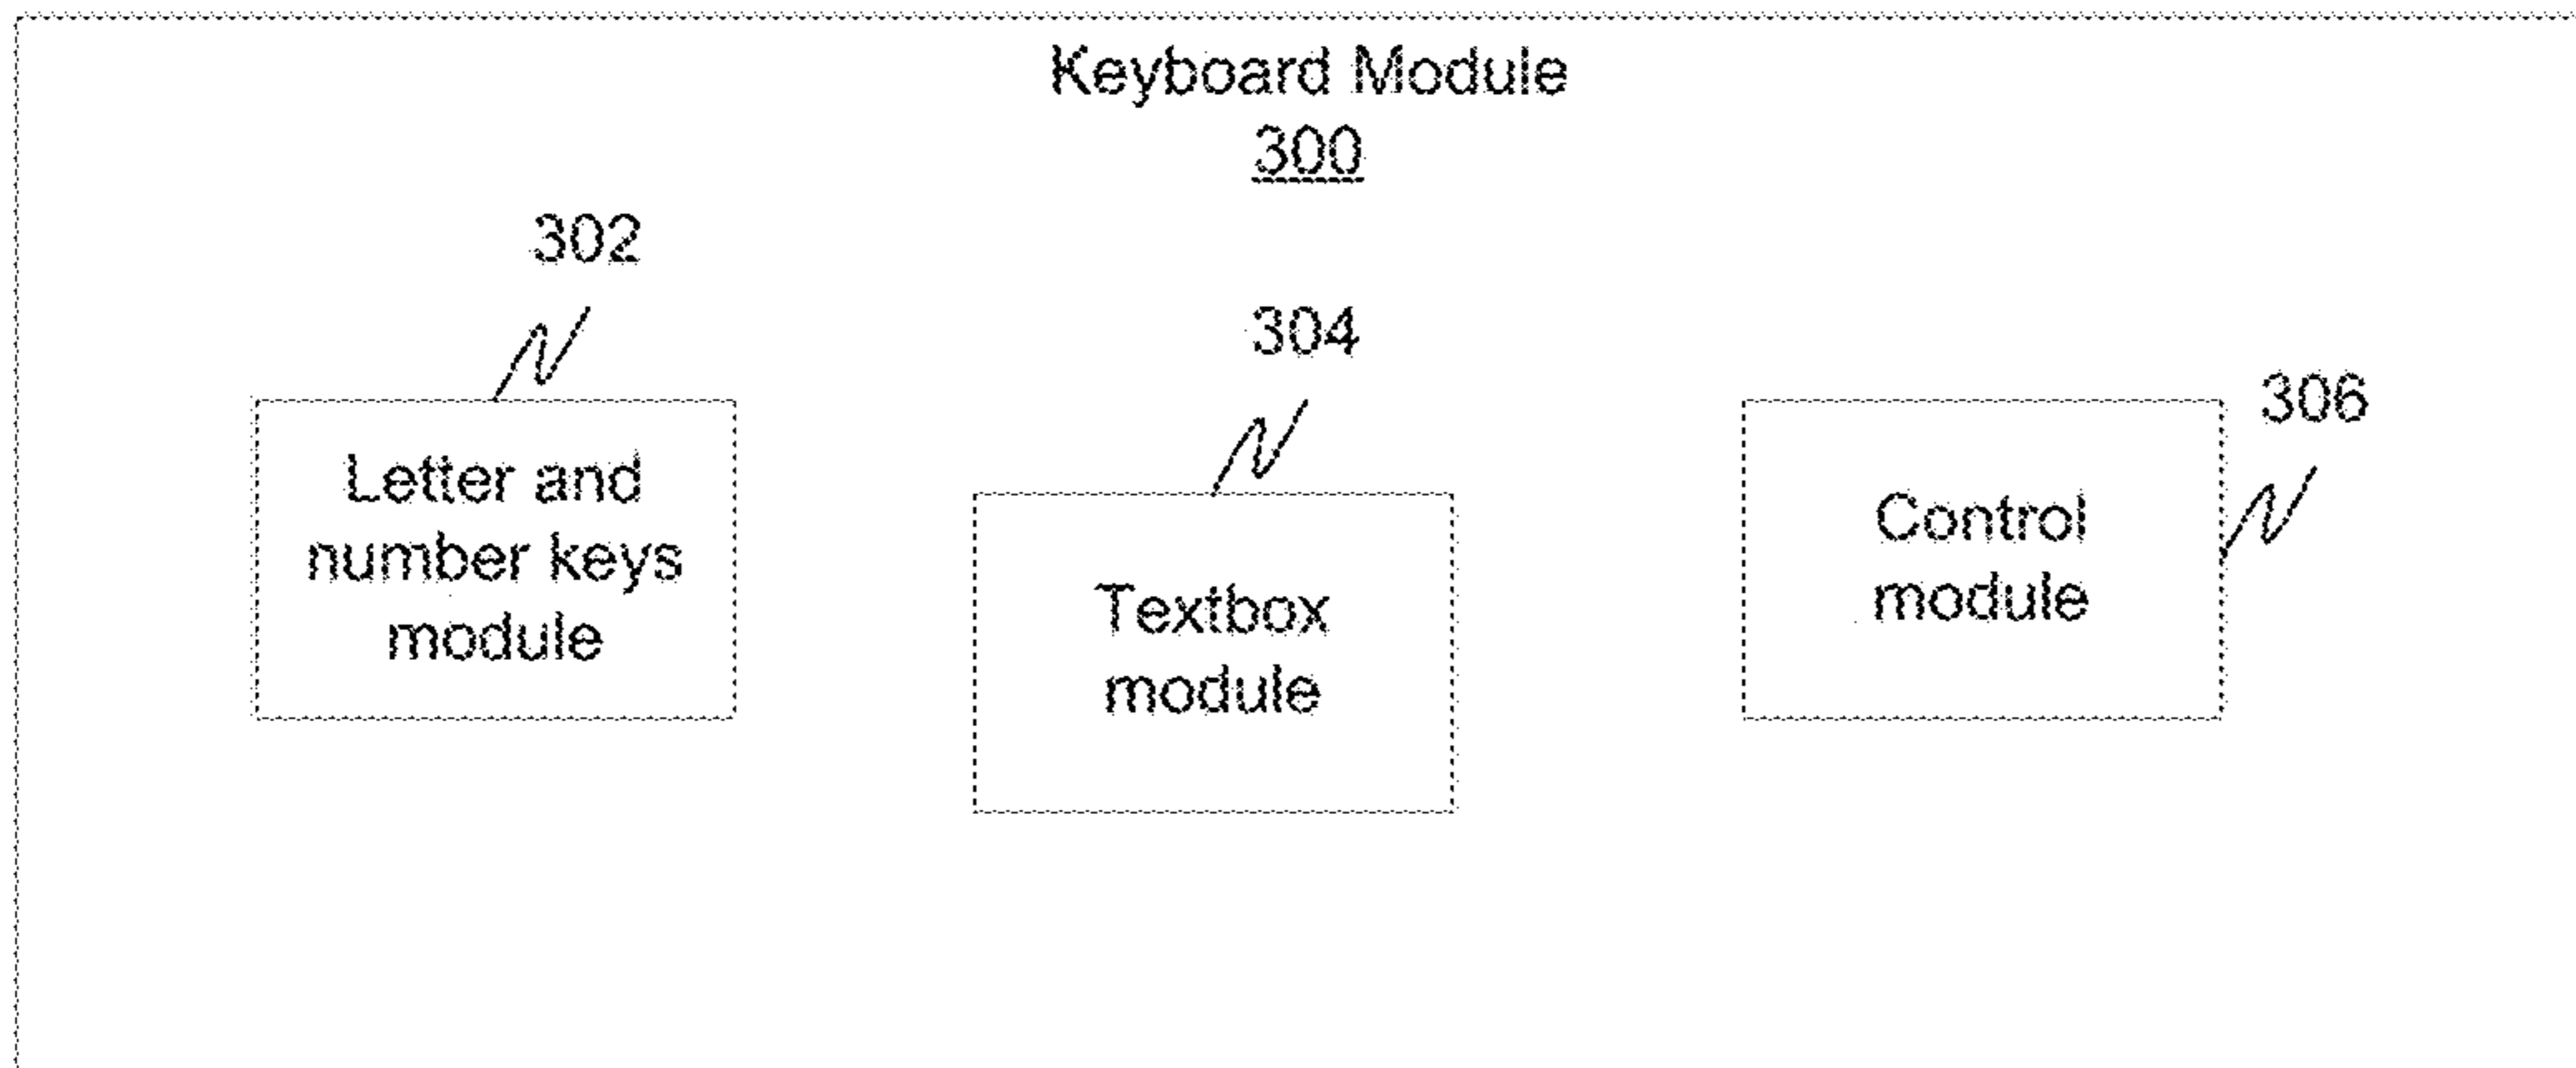 Keyboard Module
300
302
304
306
Letter and
number keys
module
Textbox
module
Control
module